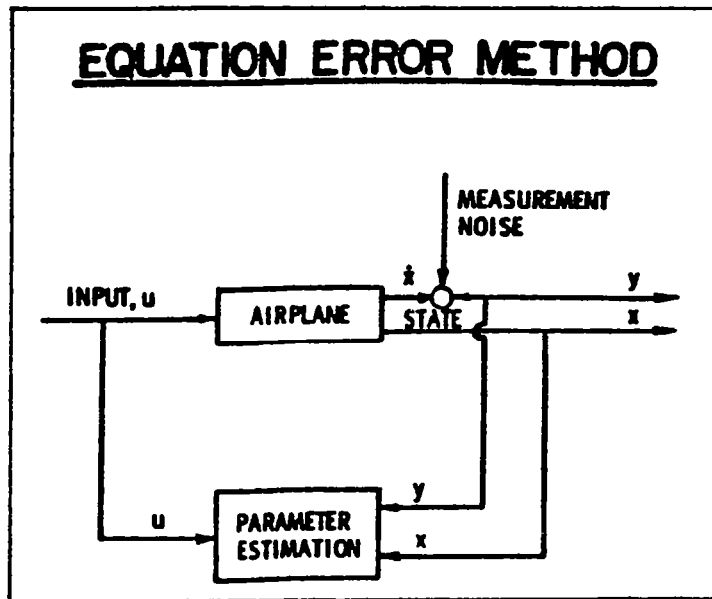 EQUATION ERROR METHOD
MEASUREMENT
NOISE
ẋ
y
INPUT, u
AIRPLANE
STATE
x
y
u
PARAMETER
ESTIMATION
x